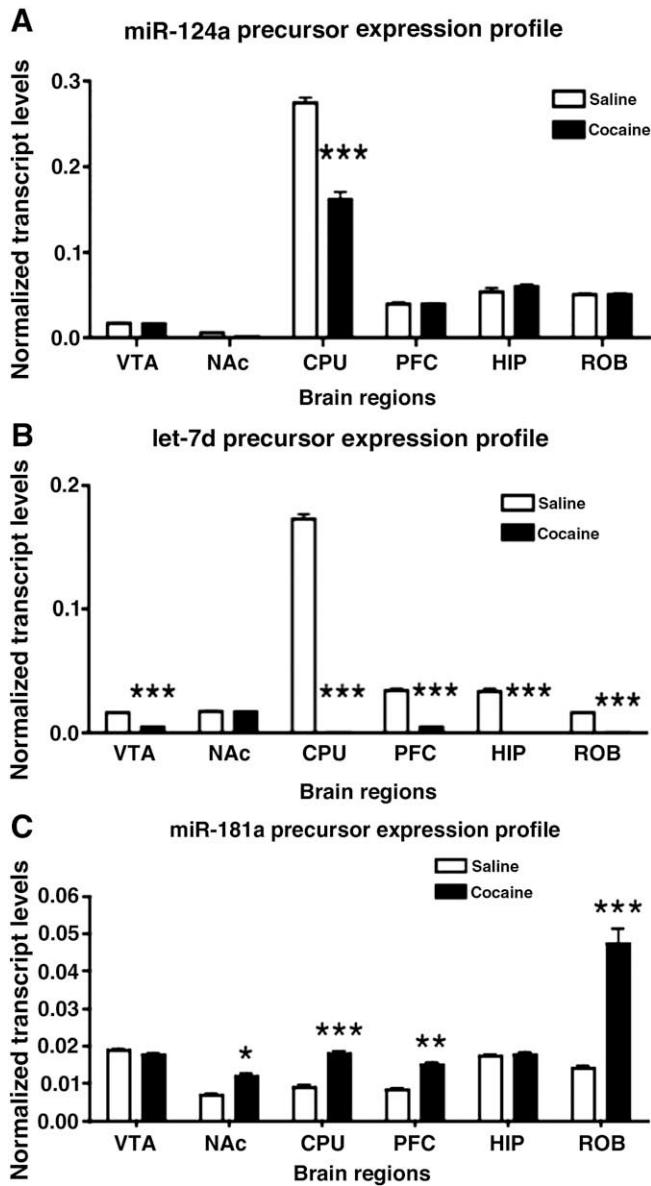 A
miR-124a precursor expression profile
Normalized transcript levels
0.3
0.2
0.1
0.0
Saline
Cocaine
***
VTA NAc CPU PFC HIP ROB
Brain regions
B
let-7d precursor expression profile
Normalized transcript levels
0.2
0.1
0.0
Saline
Cocaine
*** *** *** *** ***
VTA NAc CPU PFC HIP ROB
Brain regions
C
miR-181a precursor expression profile
Normalized transcript levels
0.06
0.05
0.04
0.03
0.02
0.01
0.00
Saline
Cocaine
* *** ** ***
VTA NAc CPU PFC HIP ROB
Brain regions